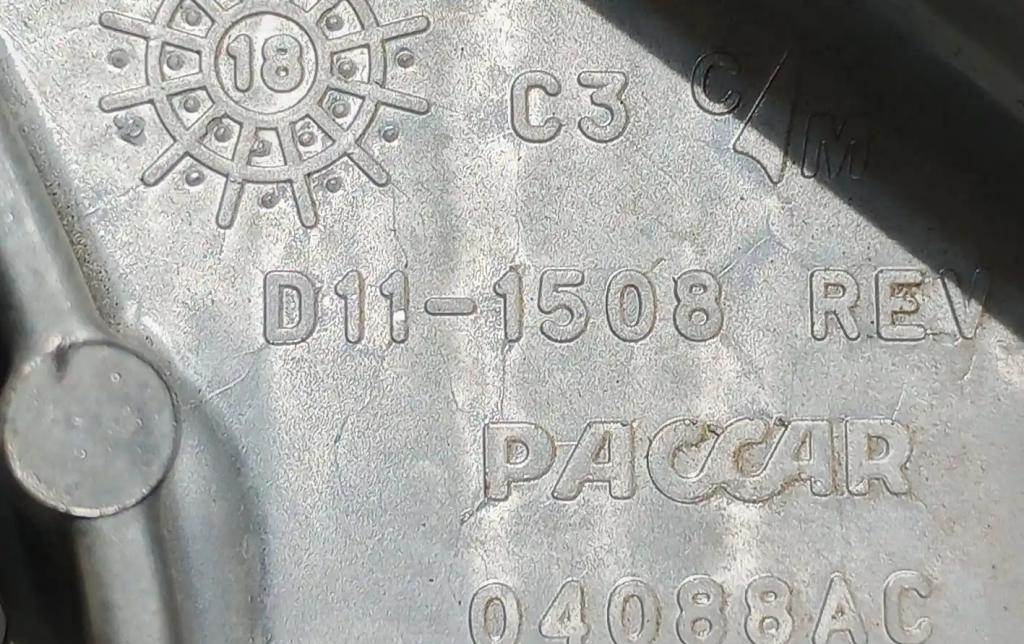 18
C3 C/M
D11-1508 REV
PACCAR
04088AC